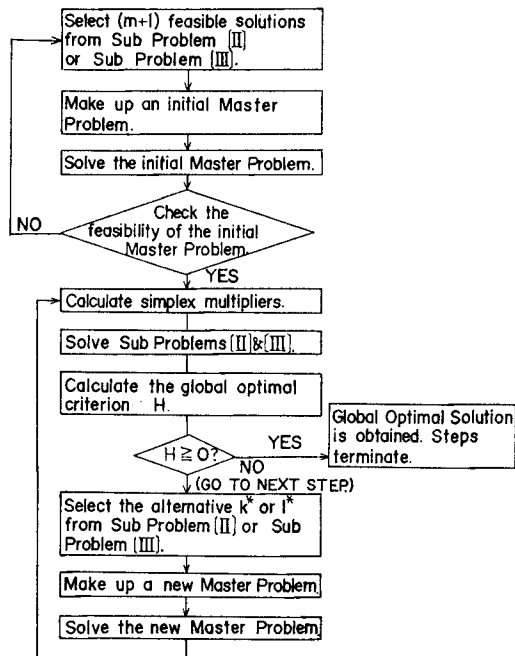 Select (m+1) feasible solutions
from Sub Problem [II]
or Sub Problem [III].
Make up an initial Master
Problem.
Solve the initial Master Problem.
NO
Check the
feasibility of the initial
Master Problem.
YES
Calculate simplex multipliers.
Solve Sub Problems [II]&[III].
Calculate the global optimal
criterion H.
H ≧ 0?
YES
Global Optimal Solution
is obtained. Steps
terminate.
NO
(GO TO NEXT STEP.)
Select the alternative k* or l*
from Sub Problem [II] or Sub
Problem [III].
Make up a new Master Problem.
Solve the new Master Problem.